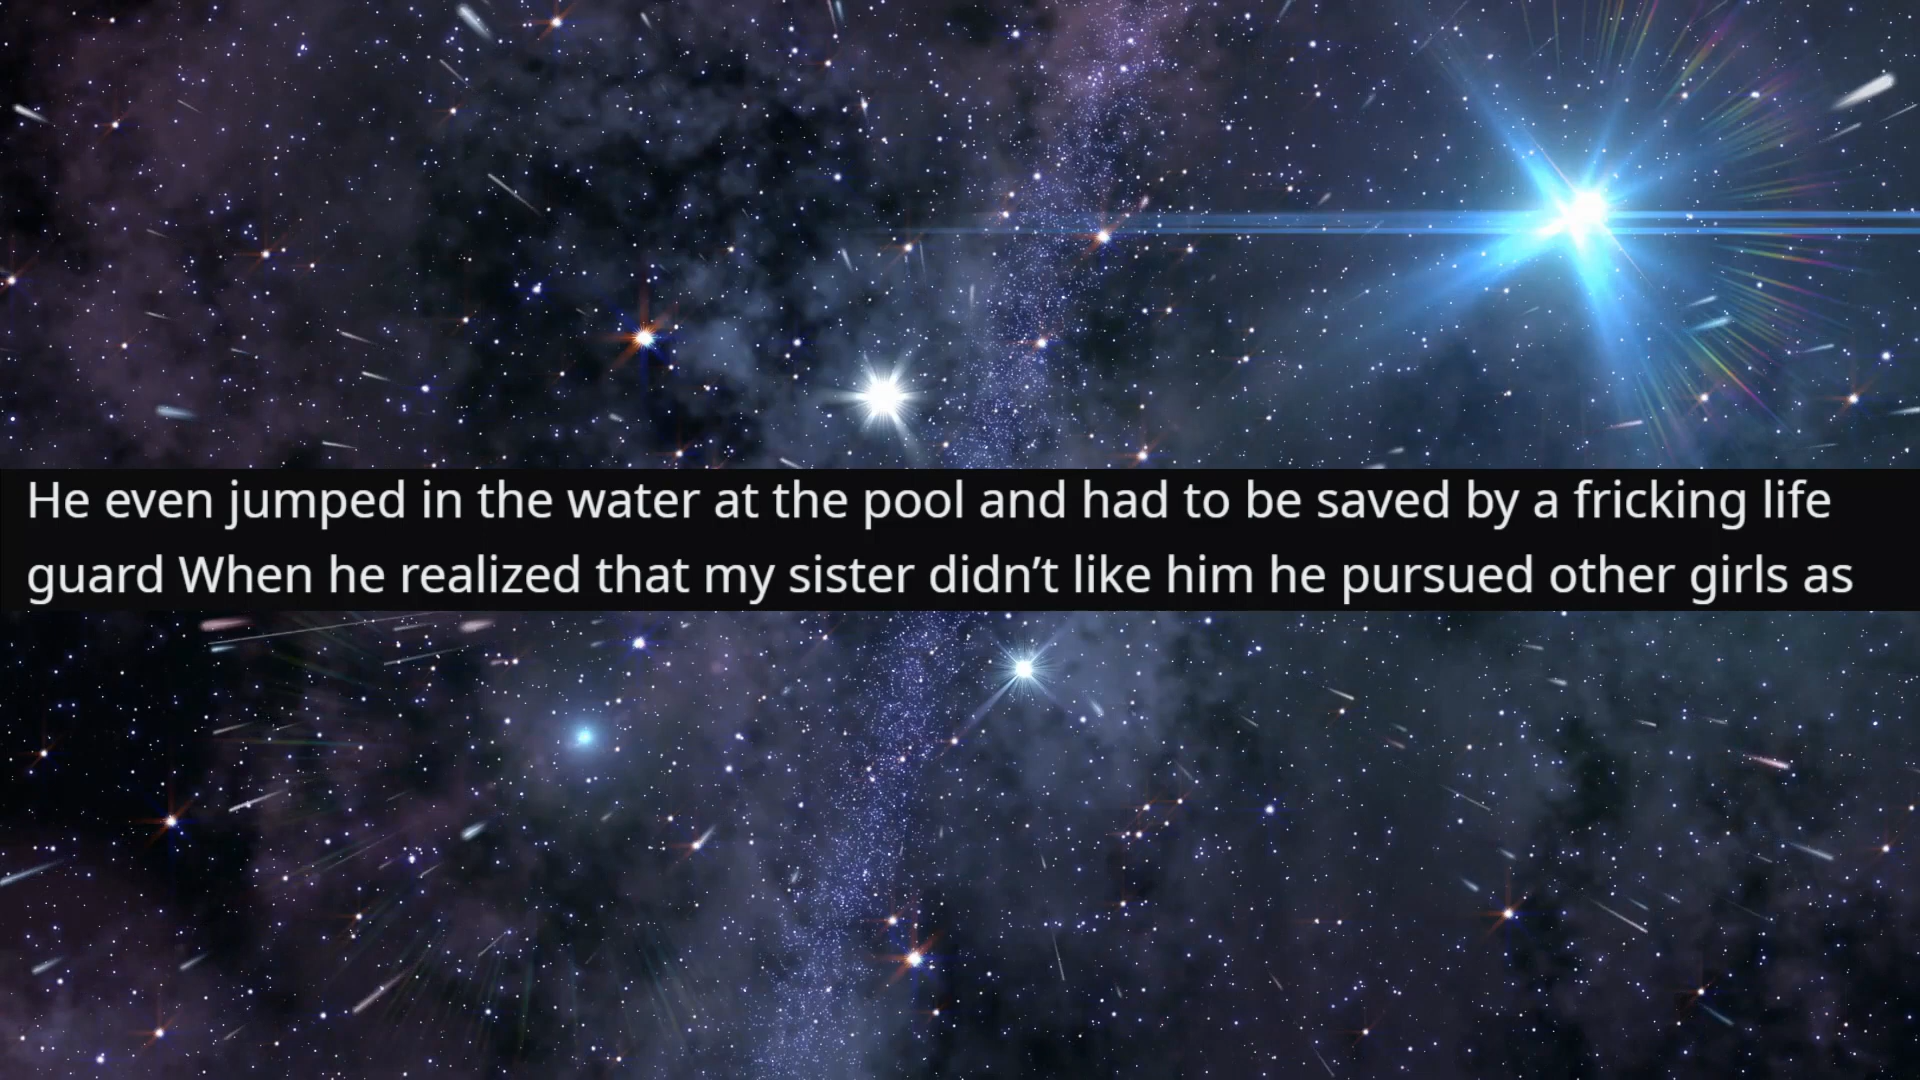 He even jumped in the water at the pool and had to be saved by a fricking life
guard When he realized that my sister didn’t like him he pursued other girls as